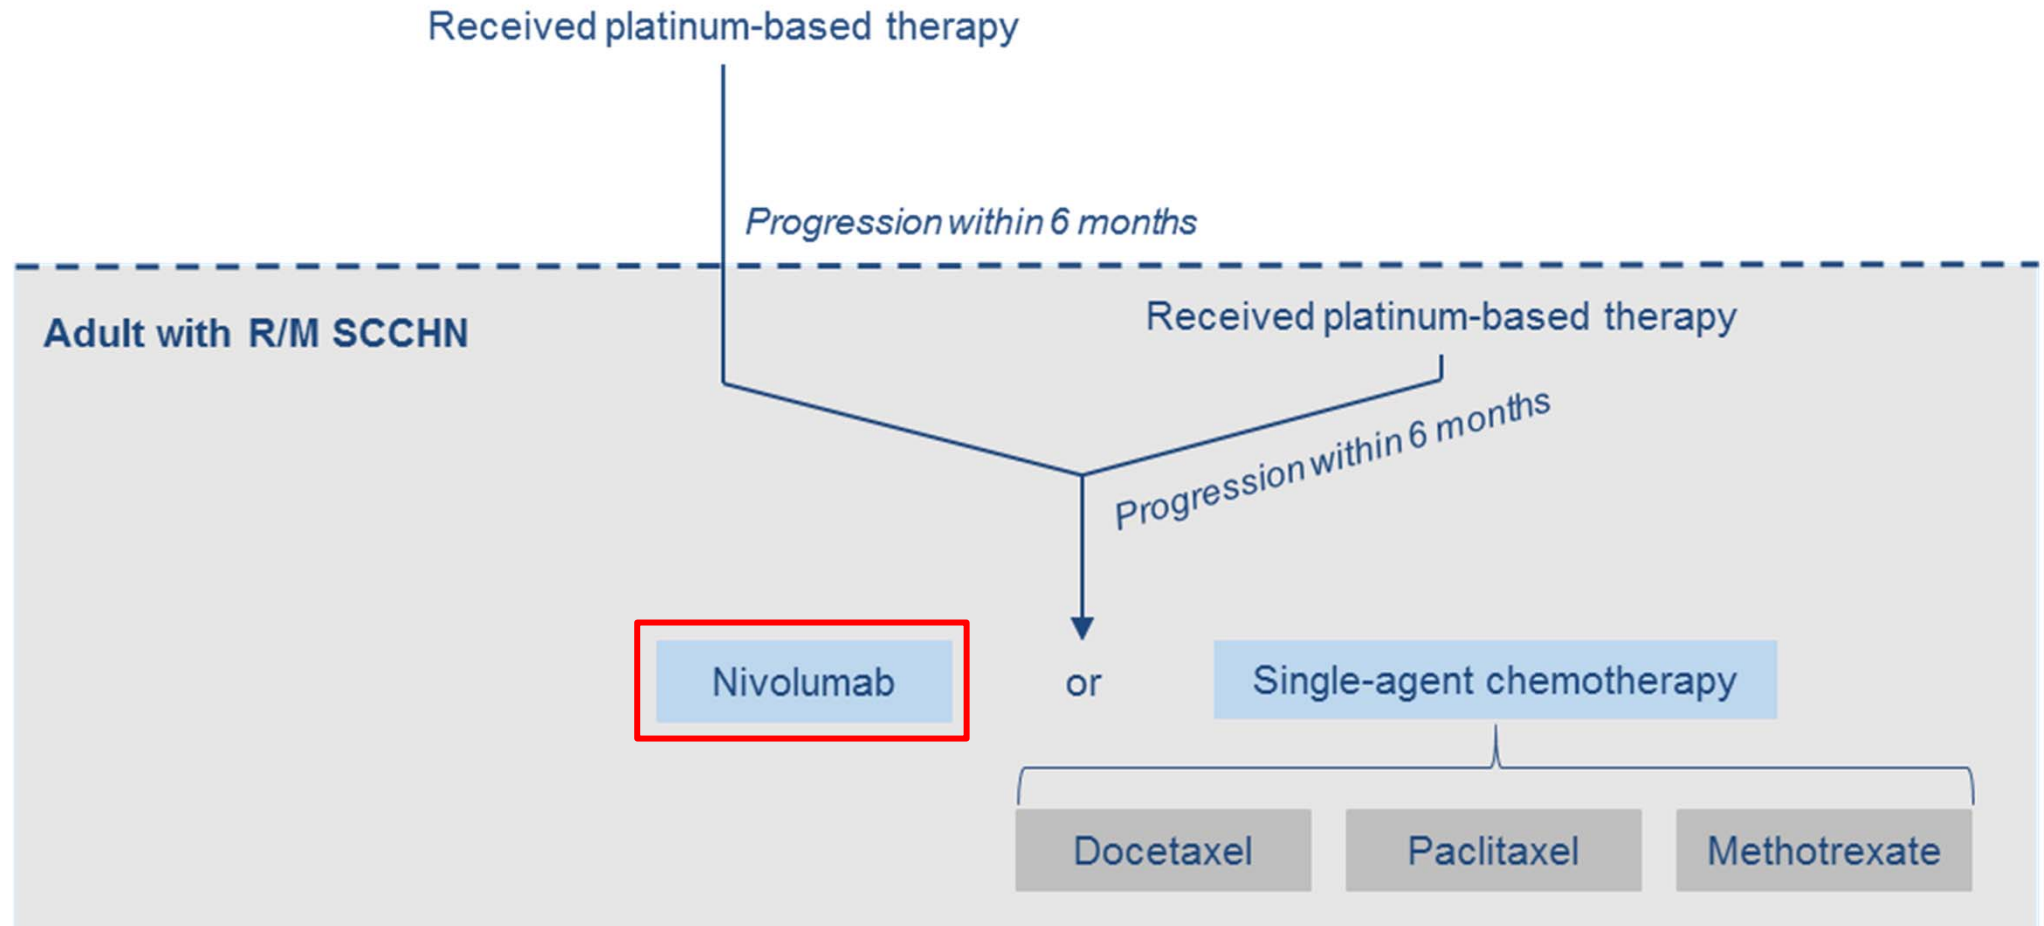 Received platinum-based therapy
Progression within 6 months
Adult with R/M SCCHN
Received platinum-based therapy
Progression within 6 months
Nivolumab
or
Single-agent chemotherapy
Docetaxel
Paclitaxel
Methotrexate